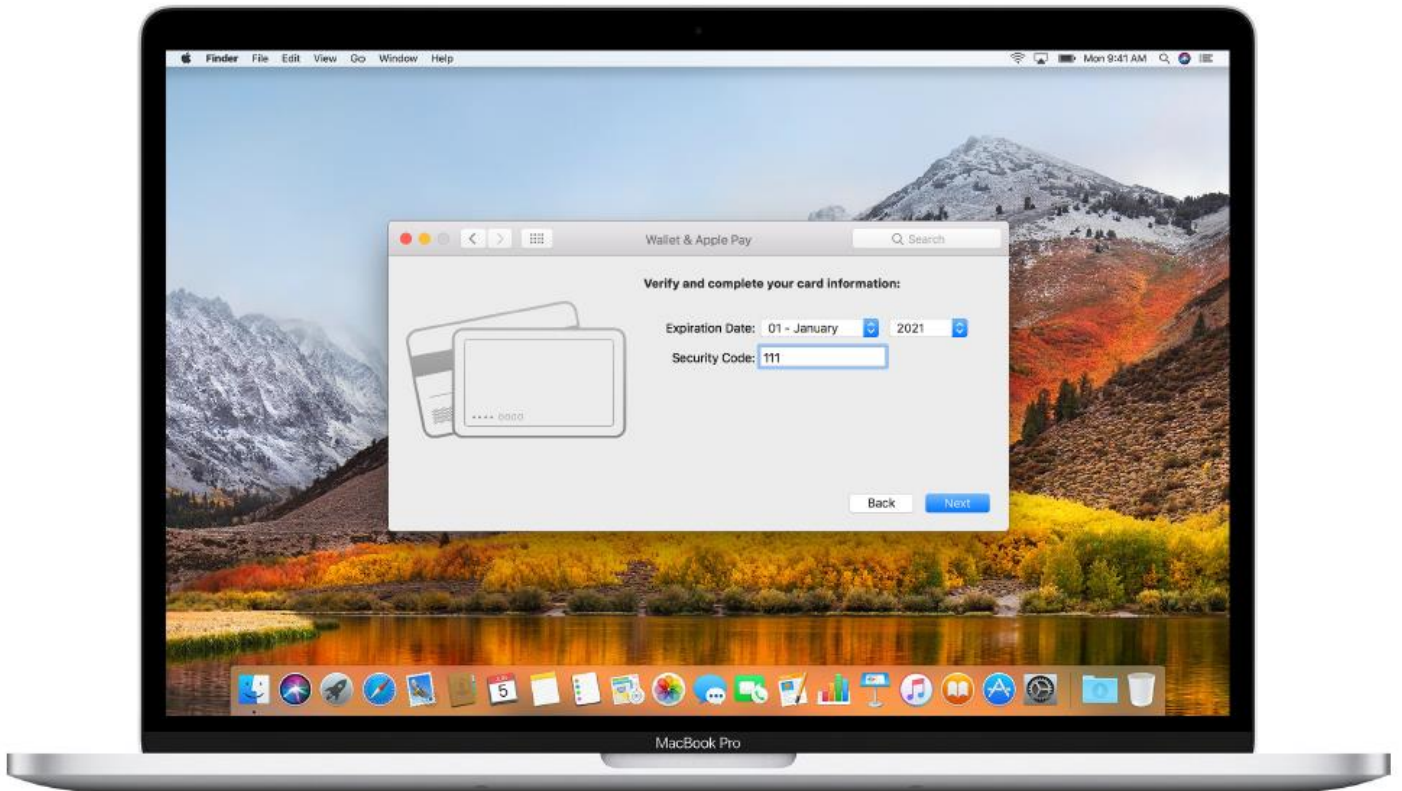 Finder File Edit View Go Window Help
Mon 9:41 AM
Wallet & Apple Pay
Search
Verify and complete your card information:
Expiration Date: 01 - January 2021
Security Code: 111
•••• 0000
Back Next
5
MacBook Pro